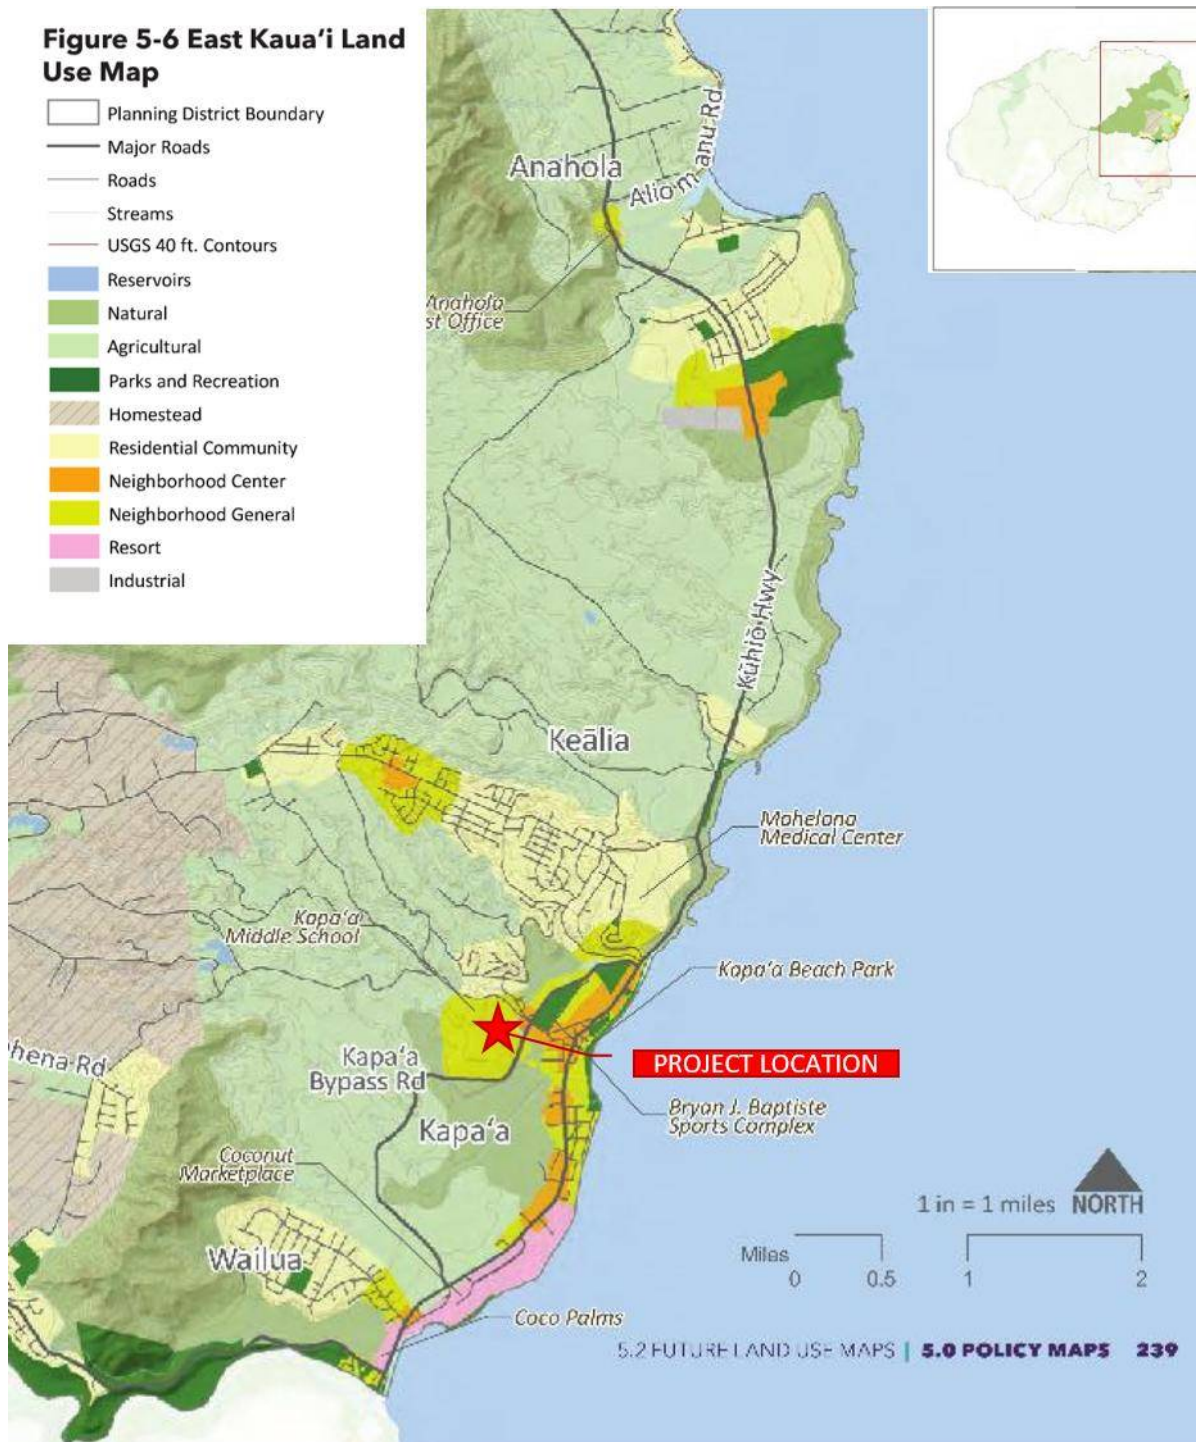 Figure 5-6 East Kaua'i Land
Use Map
Planning District Boundary
Major Roads
Roads
Streams
USGS 40 ft. Contours
Reservoirs
Natural
Agricultural
Parks and Recreation
Homestead
Residential Community
Neighborhood Center
Neighborhood General
Resort
Industrial
Anahola
Aliomanu Rd
Anahola
st Office
Kūhiō Hwy
Keālia
Mahelona
Medical Center
Kapa'a
Middle School
Kapa'a Beach Park
PROJECT LOCATION
Kapa'a
Bypass Rd
hena Rd
Bryan J. Baptiste
Sports Complex
Kapa'a
Coconut
Marketplace
1 in = 1 miles NORTH
Wailua
Miles
0 0.5 1 2
Coco Palms
5.2 FUTURE LAND USE MAPS | 5.0 POLICY MAPS 239